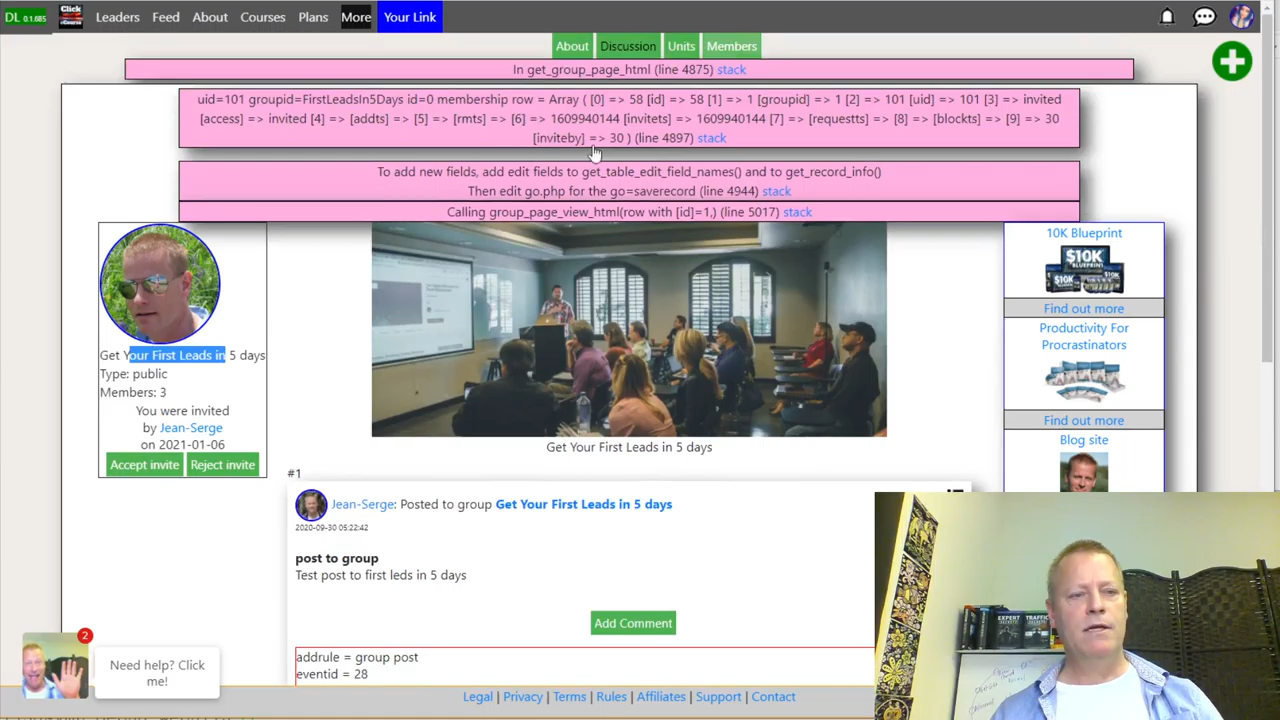 DL 0.1.685 Click eCourse Leaders Feed About Courses Plans More Your Link
About Discussion Units Members
In get_group_page_html (line 4875) stack
uid=101 groupid=FirstLeadsIn5Days id=0 membership row = Array ( [0] => 58 [id] => 58 [1] => 1 [groupid] => 1 [2] => 101 [uid] => 101 [3] => invited
[access] => invited [4] => [addts] => [5] => [rmts] => [6] => 1609940144 [invitets] => 1609940144 [7] => [requestts] => [8] => [blockts] => [9] => 30
[inviteby] => 30 ) (line 4897) stack
To add new fields, add edit fields to get_table_edit_field_names() and to get_record_info()
Then edit go.php for the go=saverecord (line 4944) stack
Calling group_page_view_html(row with [id]=1,) (line 5017) stack
Get Your First Leads in 5 days
Type: public
Members: 3
You were invited
by Jean-Serge
on 2021-01-06
Accept invite Reject invite
Get Your First Leads in 5 days
#1
Jean-Serge: Posted to group Get Your First Leads in 5 days
2020-09-30 05:22:42
post to group
Test post to first leds in 5 days
Add Comment
addrule = group post
eventid = 28
10K Blueprint
$10K
BLUEPRINT
Find out more
Productivity For
Procrastinators
Find out more
Blog site
EXPERT
TRAFFIC
2
Need help? Click
me!
Legal | Privacy | Terms | Rules | Affiliates | Support | Contact